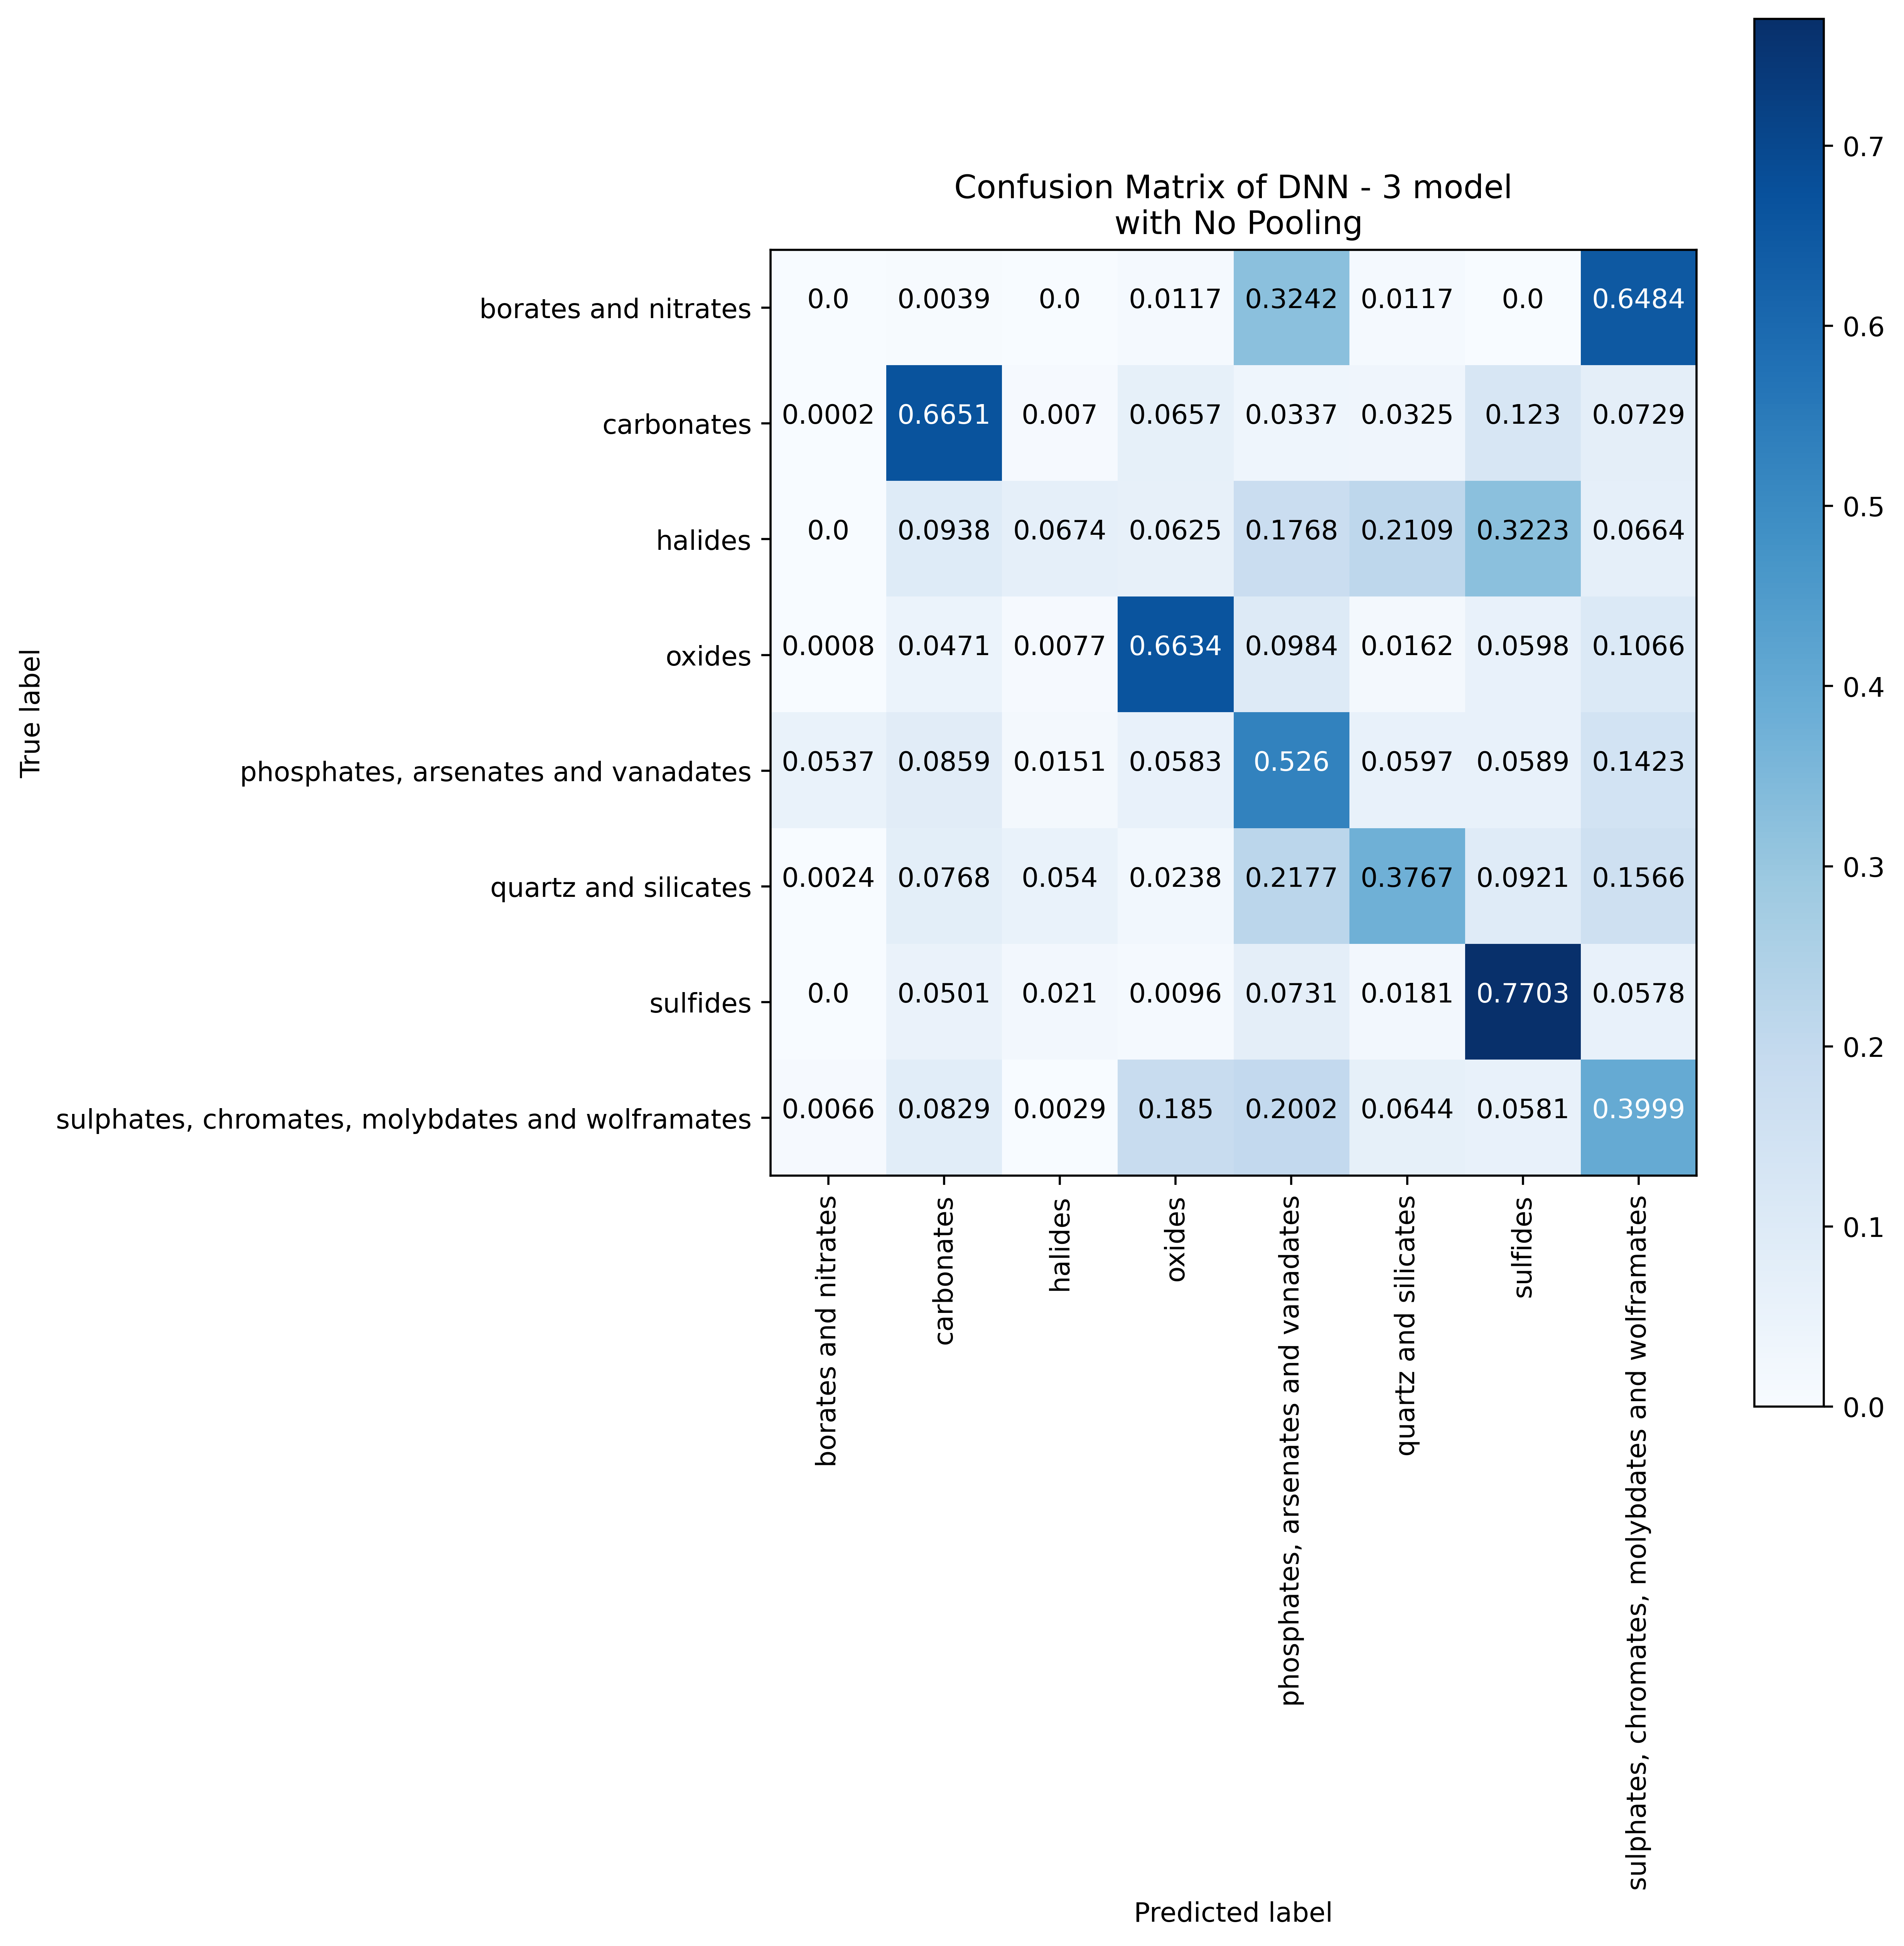 Confusion Matrix of DNN - 3 model
with No Pooling
True label
borates and nitrates 0.0 0.0039 0.0 0.0117 0.3242 0.0117 0.0 0.6484
carbonates 0.0002 0.6651 0.007 0.0657 0.0337 0.0325 0.123 0.0729
halides 0.0 0.0938 0.0674 0.0625 0.1768 0.2109 0.3223 0.0664
oxides 0.0008 0.0471 0.0077 0.6634 0.0984 0.0162 0.0598 0.1066
phosphates, arsenates and vanadates 0.0537 0.0859 0.0151 0.0583 0.526 0.0597 0.0589 0.1423
quartz and silicates 0.0024 0.0768 0.054 0.0238 0.2177 0.3767 0.0921 0.1566
sulfides 0.0 0.0501 0.021 0.0096 0.0731 0.0181 0.7703 0.0578
sulphates, chromates, molybdates and wolframates 0.0066 0.0829 0.0029 0.185 0.2002 0.0644 0.0581 0.3999
borates and nitrates
carbonates
halides
oxides
phosphates, arsenates and vanadates
quartz and silicates
sulfides
sulphates, chromates, molybdates and wolframates
Predicted label
0.7
0.6
0.5
0.4
0.3
0.2
0.1
0.0